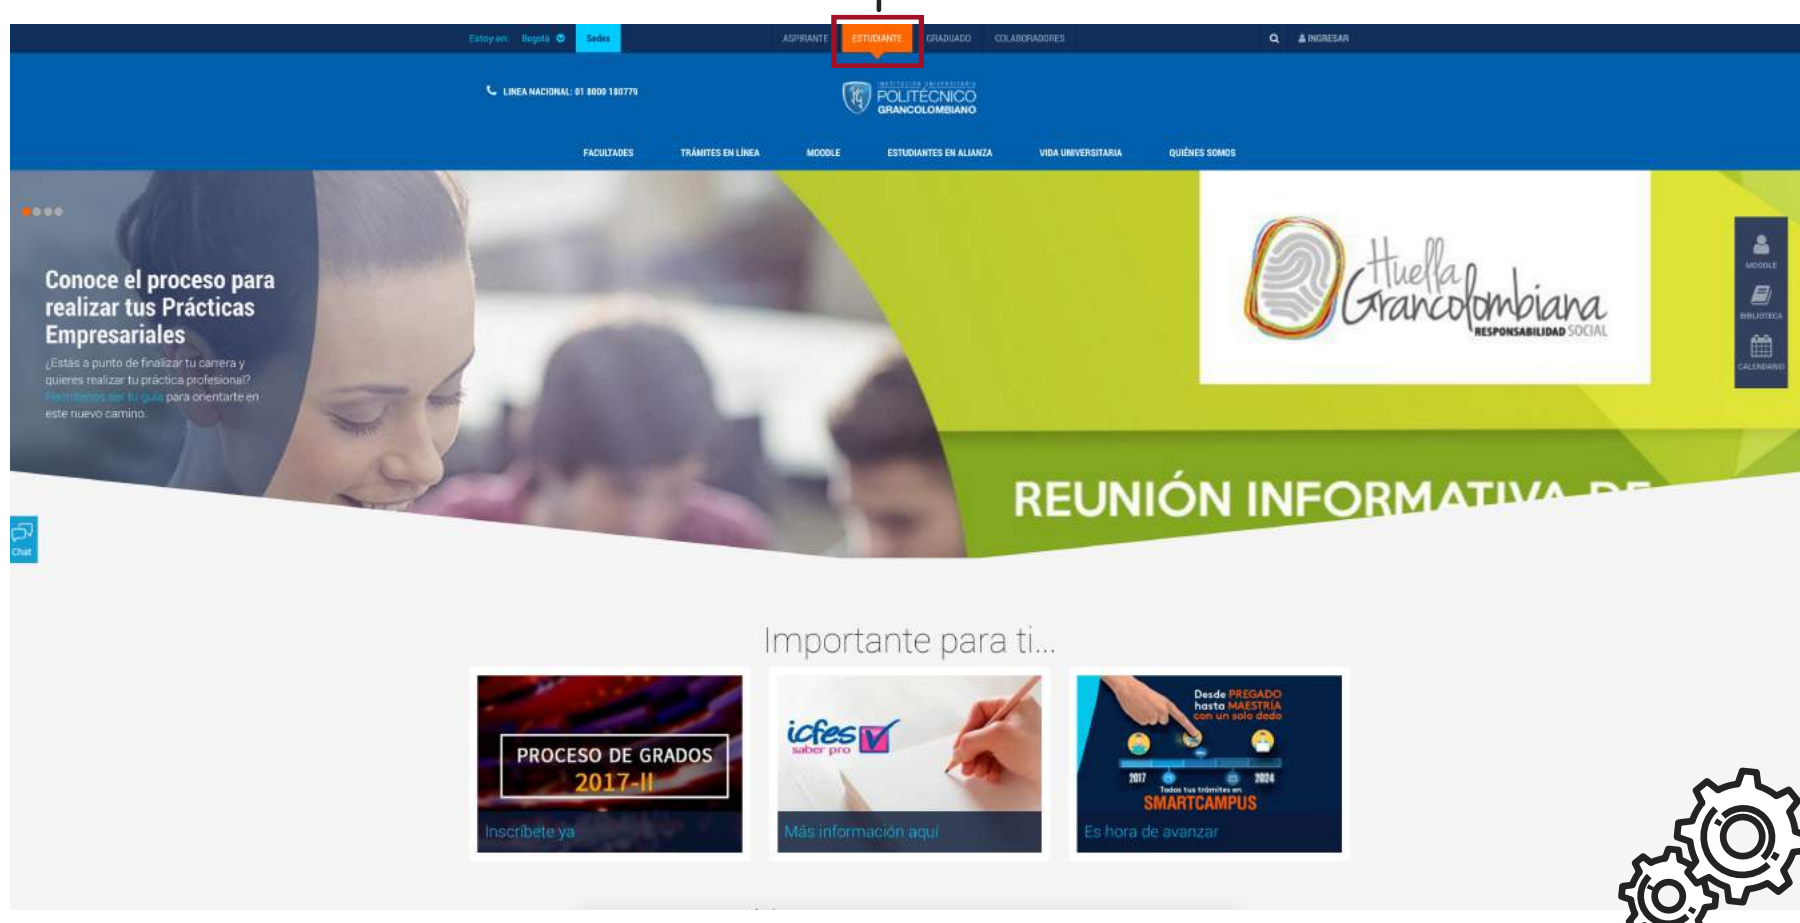 Estoy en: Bogotá
Sedes
ASPIRANTE
ESTUDIANTE
GRADUADO
COLABORADORES
INGRESAR
LINEA NACIONAL: 01 8000 180779
INSTITUCIÓN UNIVERSITARIA
POLITÉCNICO
GRANCOLOMBIANO
FACULTADES
TRÁMITES EN LÍNEA
MOODLE
ESTUDIANTES EN ALIANZA
VIDA UNIVERSITARIA
QUIÉNES SOMOS
Conoce el proceso para
realizar tus Prácticas
Empresariales
¿Estás a punto de finalizar tu carrera y
quieres realizar tu práctica profesional?
Permítenos ser tu guía para orientarte en
este nuevo camino.
Huella
Grancolombiana
RESPONSABILIDAD SOCIAL
REUNIÓN INFORMATIVA DE
MOODLE
BIBLIOTECA
CALENDARIO
Chat
Importante para ti...
PROCESO DE GRADOS
2017-II
Inscríbete ya
icfes
saber pro
Más información aquí
Desde PREGADO
hasta MAESTRÍA
con un solo dedo
2017
2024
Todos tus trámites en
SMARTCAMPUS
Es hora de avanzar